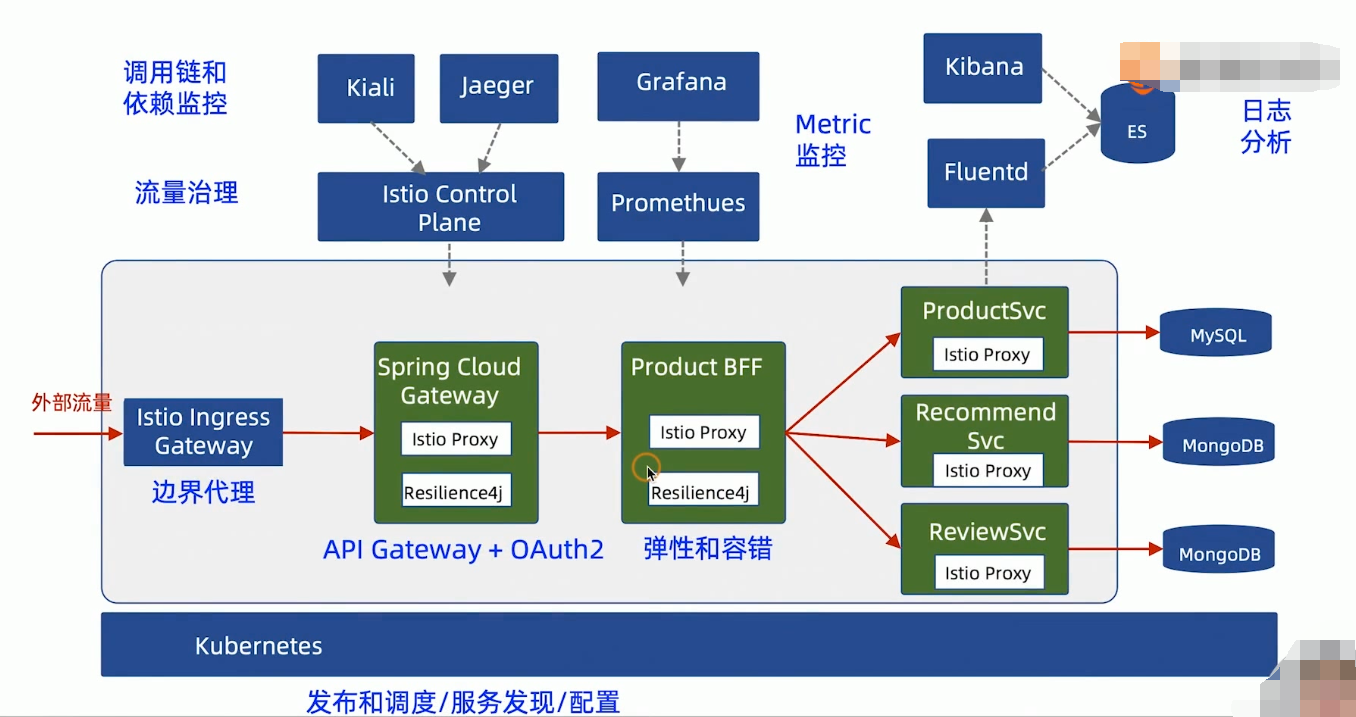 调用链和
依赖监控
Kiali
Jaeger
Grafana
Metric
监控
Kibana
ES
日志
分析
流量治理
Istio Control
Plane
Promethues
Fluentd
外部流量
Istio Ingress
Gateway
边界代理
Spring Cloud
Gateway
Istio Proxy
Resilience4j
API Gateway + OAuth2
Product BFF
Istio Proxy
Resilience4j
弹性和容错
ProductSvc
Istio Proxy
MySQL
Recommend
Svc
Istio Proxy
MongoDB
ReviewSvc
Istio Proxy
MongoDB
Kubernetes
发布和调度/服务发现/配置